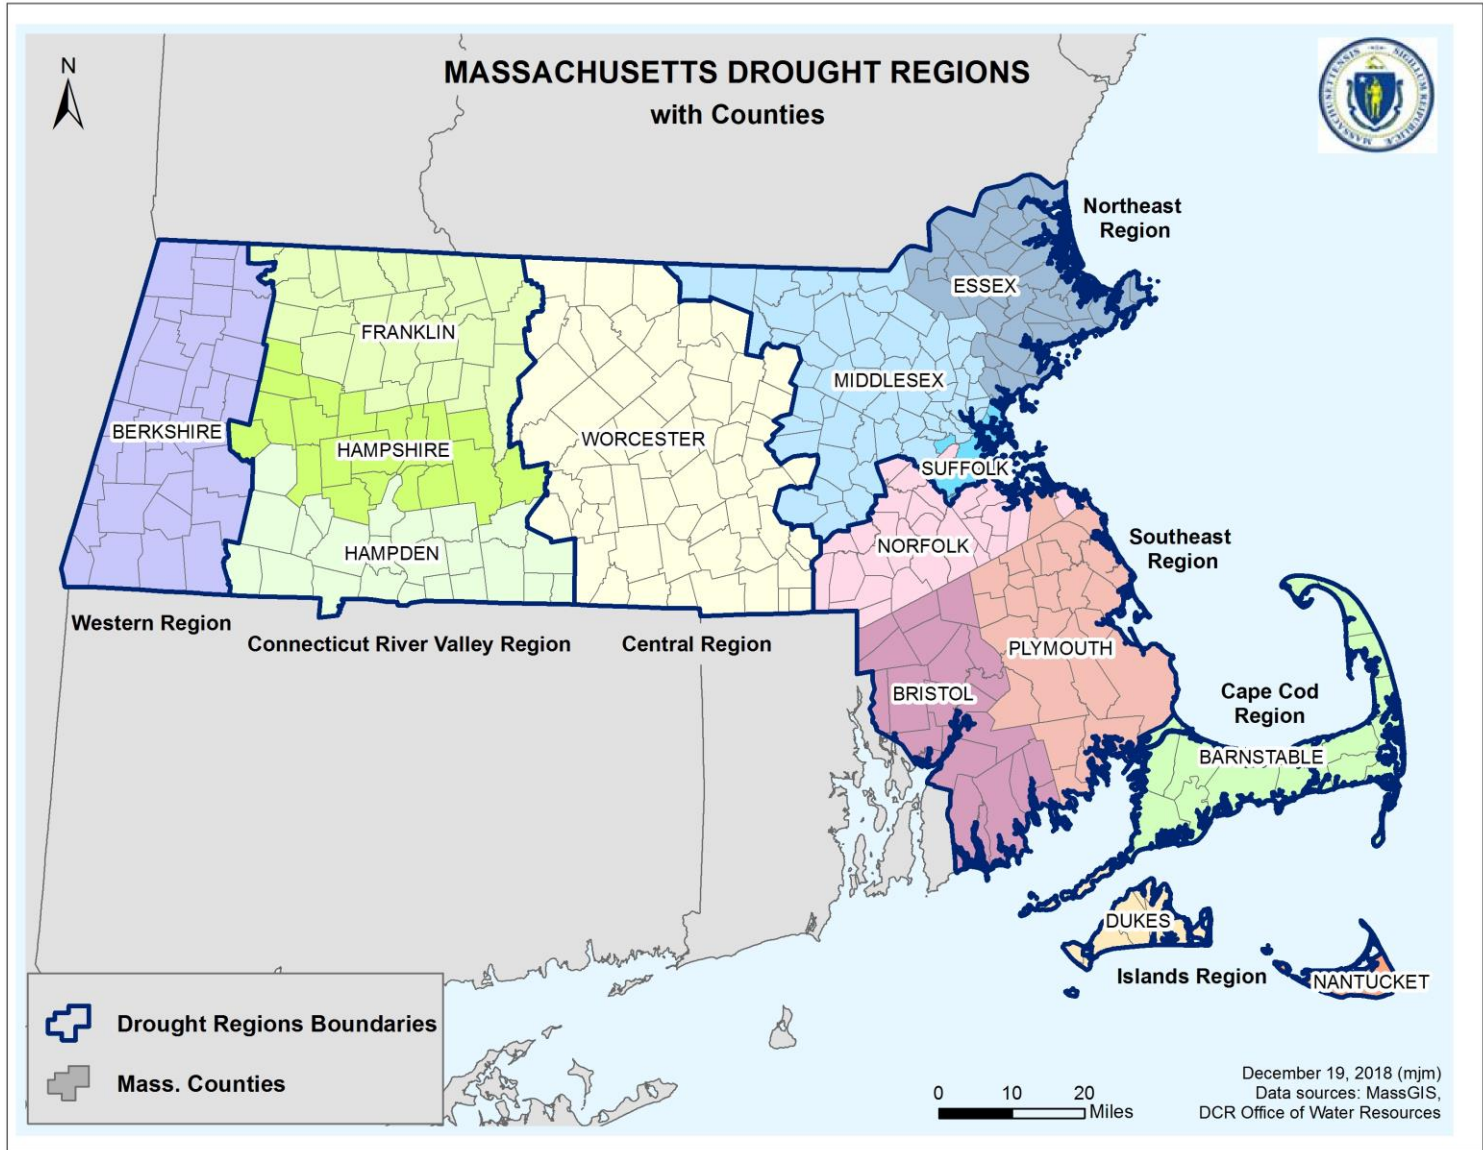 MASSACHUSETTS DROUGHT REGIONS
with Counties
N
Northeast
Region
ESSEX
FRANKLIN
MIDDLESEX
BERKSHIRE
HAMPSHIRE
WORCESTER
SUFFOLK
HAMPDEN
NORFOLK
Southeast
Region
Western Region
Connecticut River Valley Region
Central Region
PLYMOUTH
BRISTOL
Cape Cod
Region
BARNSTABLE
DUKES
Islands Region
NANTUCKET
Drought Regions Boundaries
Mass. Counties
0 10 20
Miles
December 19, 2018 (mjm)
Data sources: MassGIS,
DCR Office of Water Resources